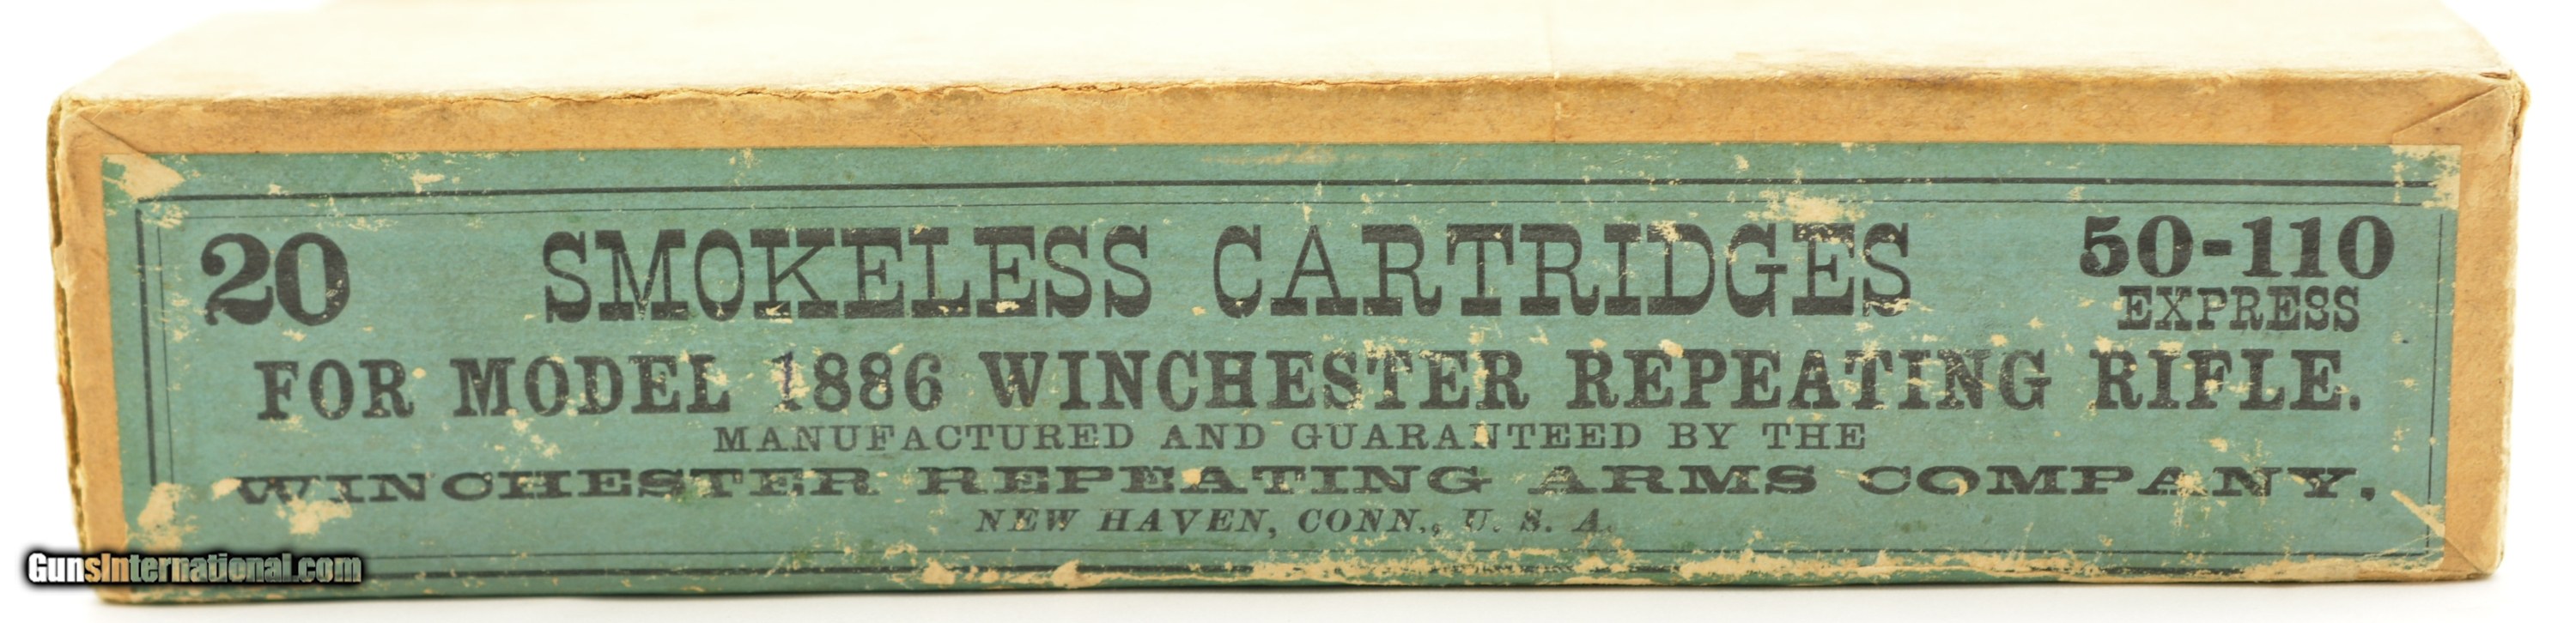 20 SMOKELESS CARTRIDGES 50-110
EXPRESS
FOR MODEL 1886 WINCHESTER REPEATING RIFLE.
MANUFACTURED AND GUARANTEED BY THE
WINCHESTER REPEATING ARMS COMPANY,
NEW HAVEN, CONN., U. S. A.
GunsInternational.com